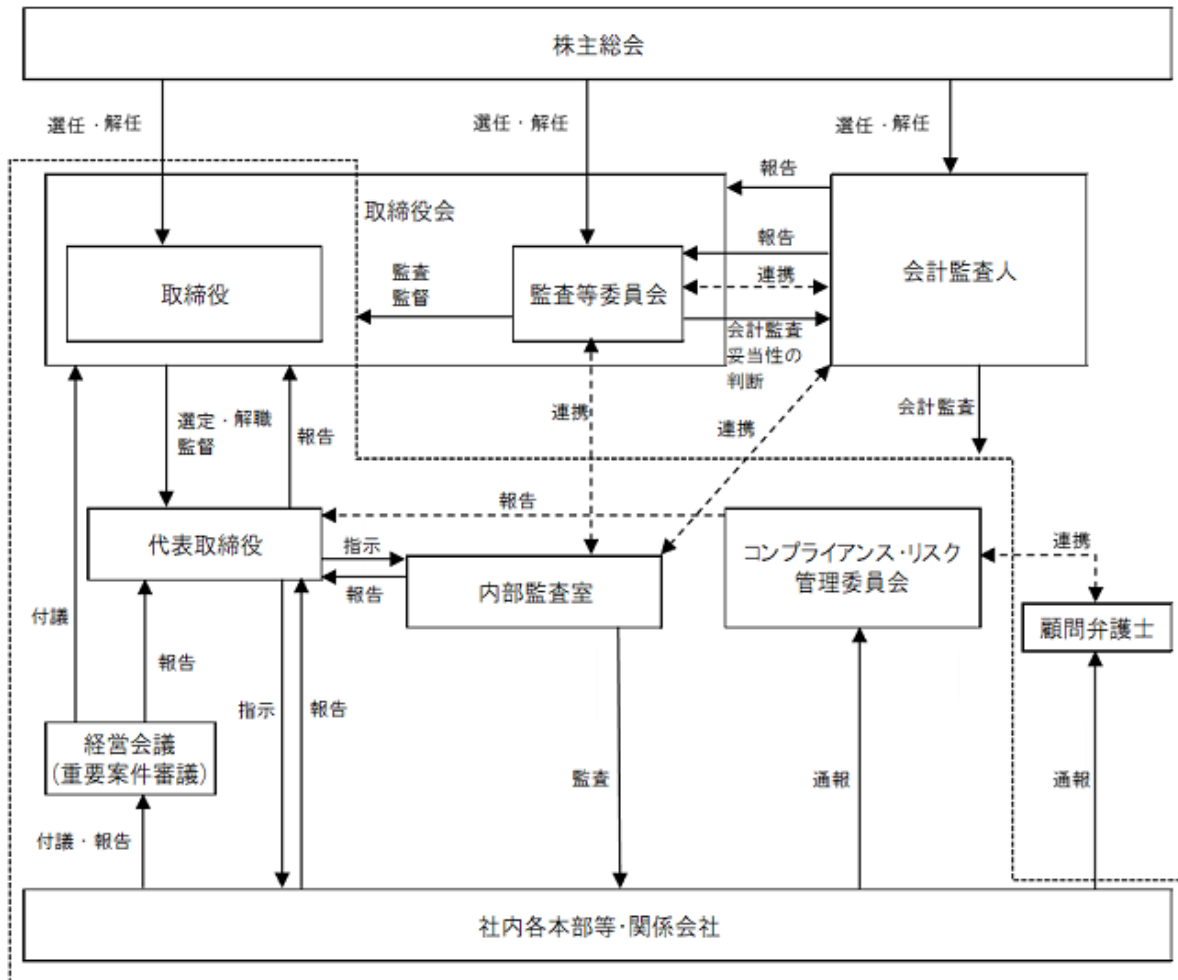 株主総会
選任・解任
選任・解任
選任・解任
報告
取締役会
取締役
監査
監督
監査等委員会
報告
連携
会計監査
妥当性の
判断
会計監査人
選定・解職
監督
報告
連携
連携
会計監査
報告
代表取締役
指示
報告
内部監査室
コンプライアンス・リスク
管理委員会
連携
顧問弁護士
付議
報告
指示
報告
経営会議
(重要案件審議)
監査
通報
通報
付議・報告
社内各本部等・関係会社